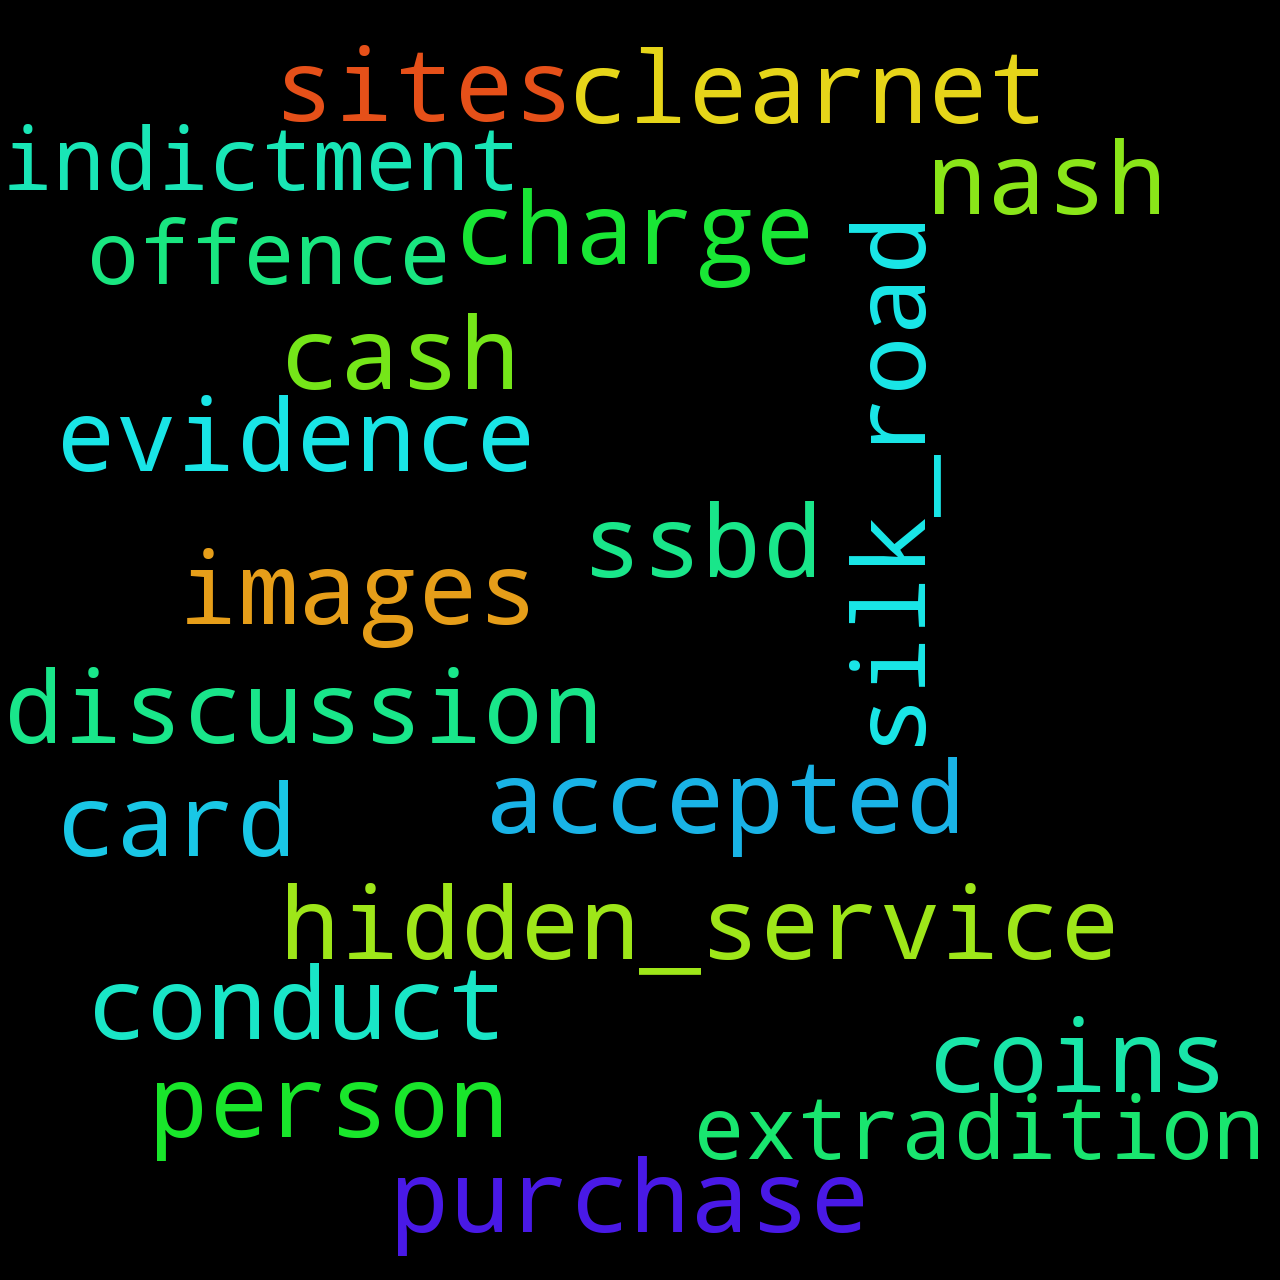 sites clearnet
indictment
nash
offence charge
silk_road
cash
evidence
ssbd
images
discussion
card accepted
hidden_service
conduct
coins
person
extradition
purchase